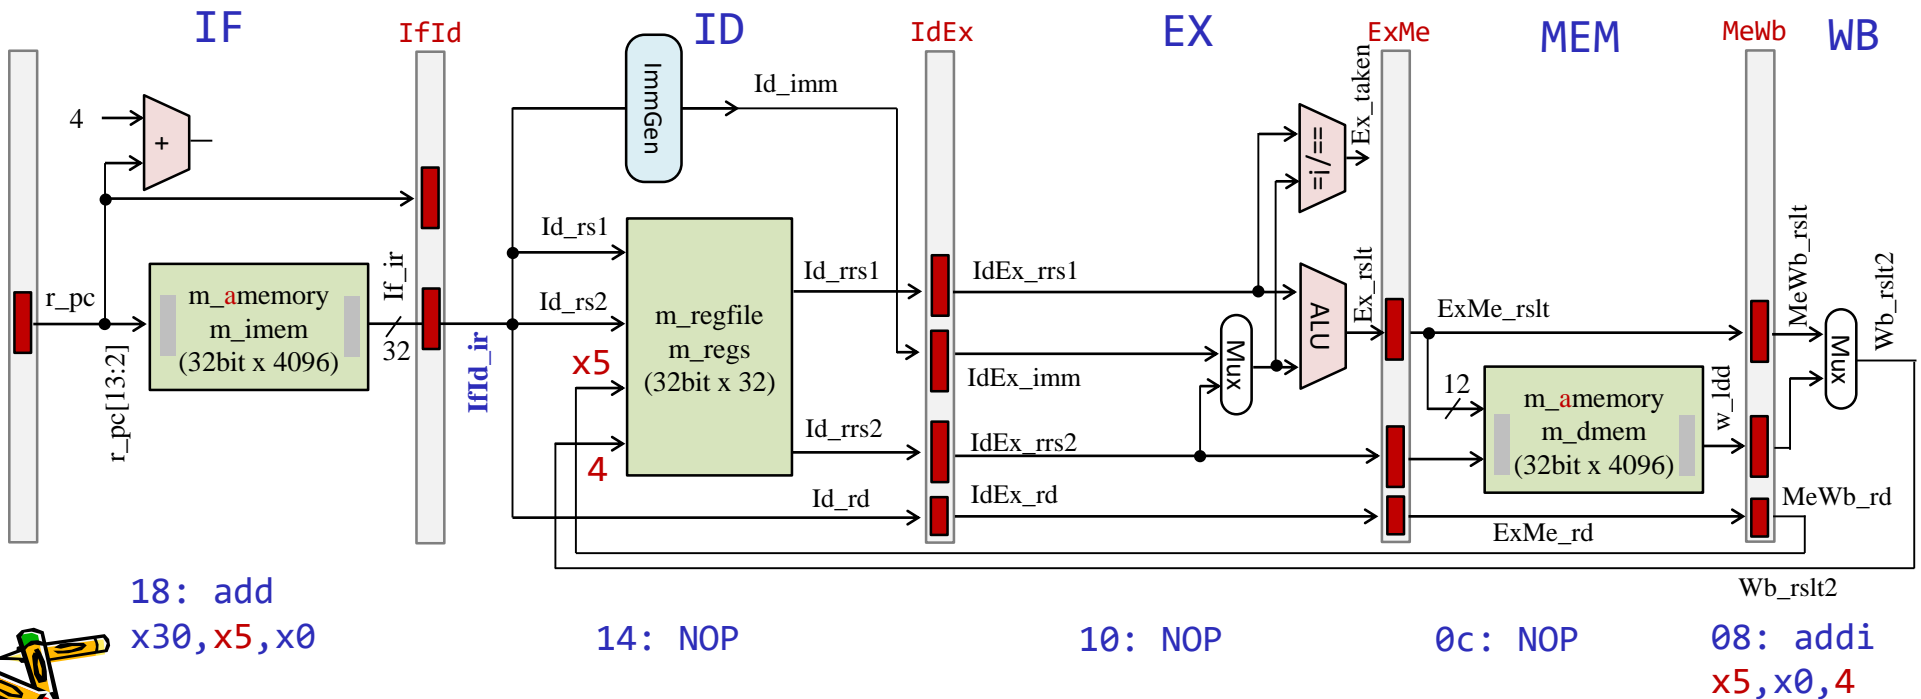 IF
IfId
ID
IdEx
EX
ExMe
MEM
MeWb
WB
4
+
ImmGen
Id_imm
==/!=
Ex_taken
r_pc
r_pc[13:2]
m_amemory
m_imem
(32bit x 4096)
If_ir
32
IfId_ir
Id_rs1
Id_rs2
x5
4
m_regfile
m_regs
(32bit x 32)
Id_rrs1
Id_rrs2
Id_rd
IdEx_rrs1
IdEx_imm
IdEx_rrs2
IdEx_rd
Mux
ALU
Ex_rslt
ExMe_rslt
12
m_amemory
m_dmem
(32bit x 4096)
w_ldd
ExMe_rd
MeWb_rslt
Mux
Wb_rslt2
MeWb_rd
Wb_rslt2
18: add
x30,x5,x0
14: NOP
10: NOP
0c: NOP
08: addi
x5,x0,4